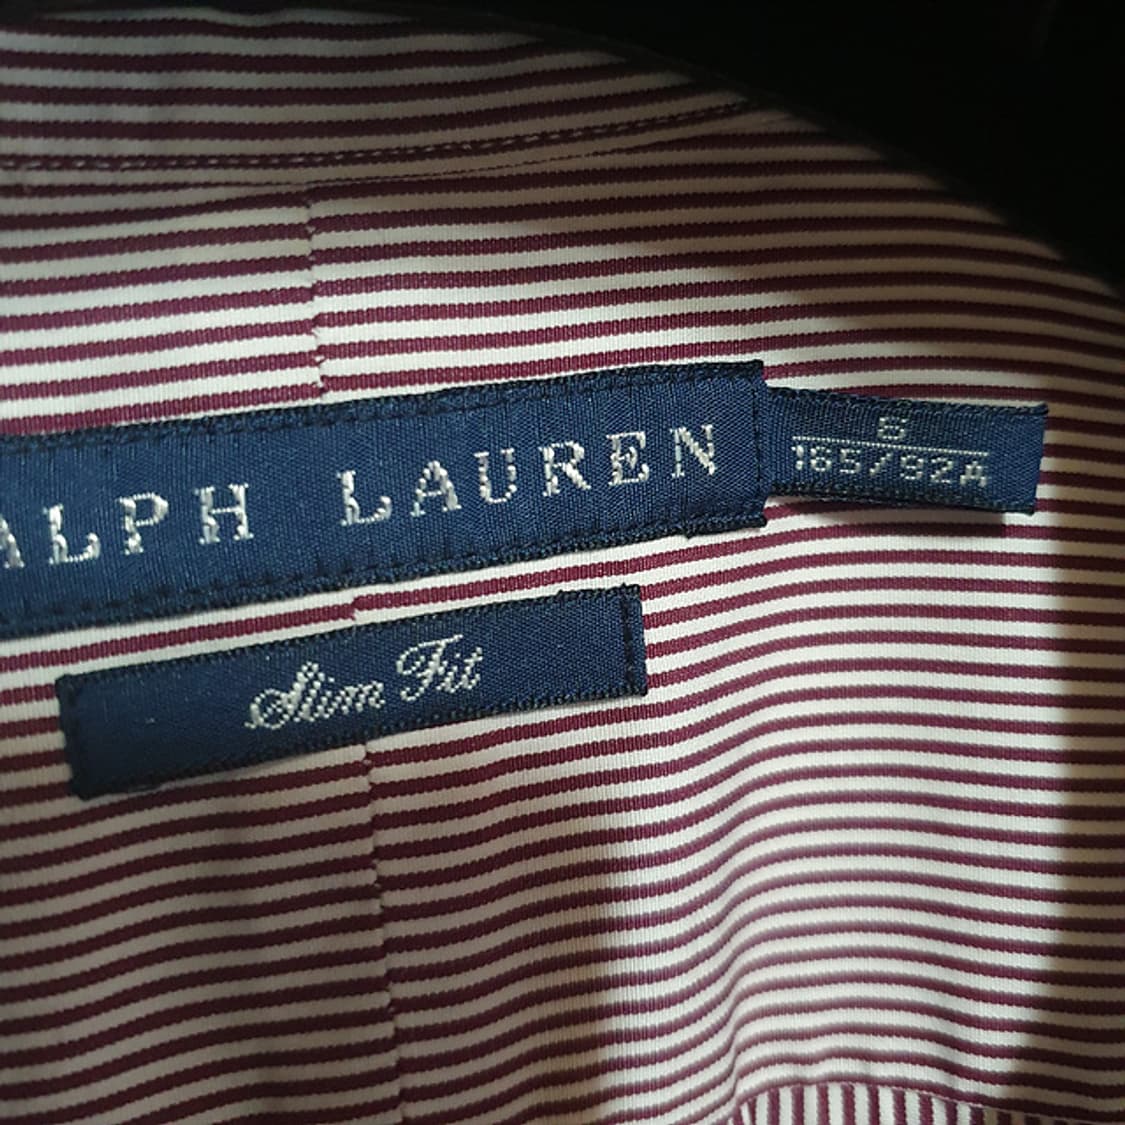 ALPH LAUREN
165/92A
Slim Fit